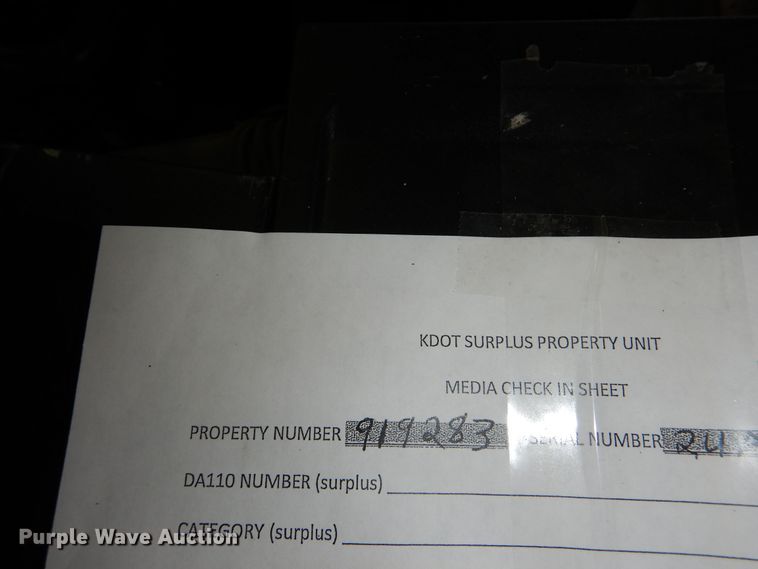 KDOT SURPLUS PROPERTY UNIT
MEDIA CHECK IN SHEET
PROPERTY NUMBER 919283 SERIAL NUMBER
DA110 NUMBER (surplus)
CATEGORY (surplus)
Purple Wave Auction